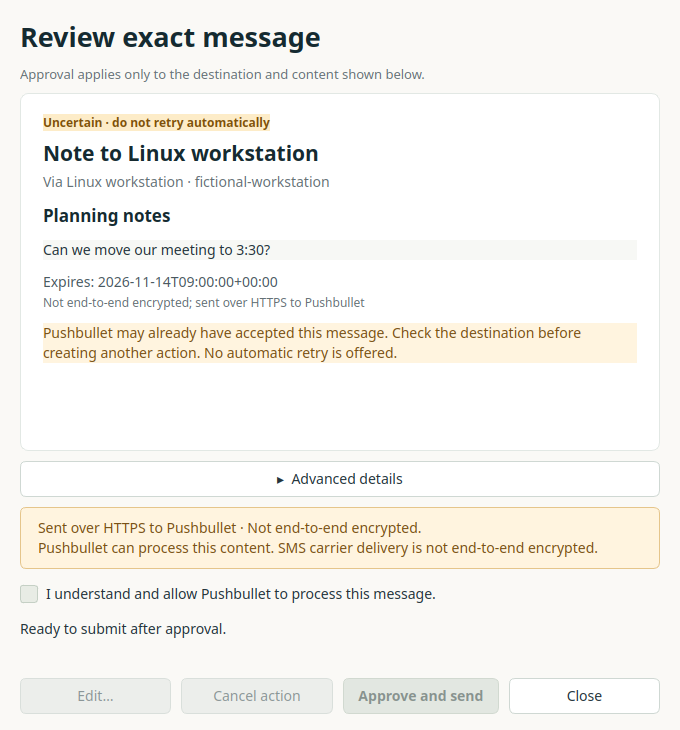 Review exact message
Approval applies only to the destination and content shown below.
Uncertain · do not retry automatically
Note to Linux workstation
Via Linux workstation · fictional-workstation
Planning notes
Can we move our meeting to 3:30?
Expires: 2026-11-14T09:00:00+00:00
Not end-to-end encrypted; sent over HTTPS to Pushbullet
Pushbullet may already have accepted this message. Check the destination before
creating another action. No automatic retry is offered.
▸ Advanced details
Sent over HTTPS to Pushbullet · Not end-to-end encrypted.
Pushbullet can process this content. SMS carrier delivery is not end-to-end encrypted.
I understand and allow Pushbullet to process this message.
Ready to submit after approval.
Edit... Cancel action Approve and send Close